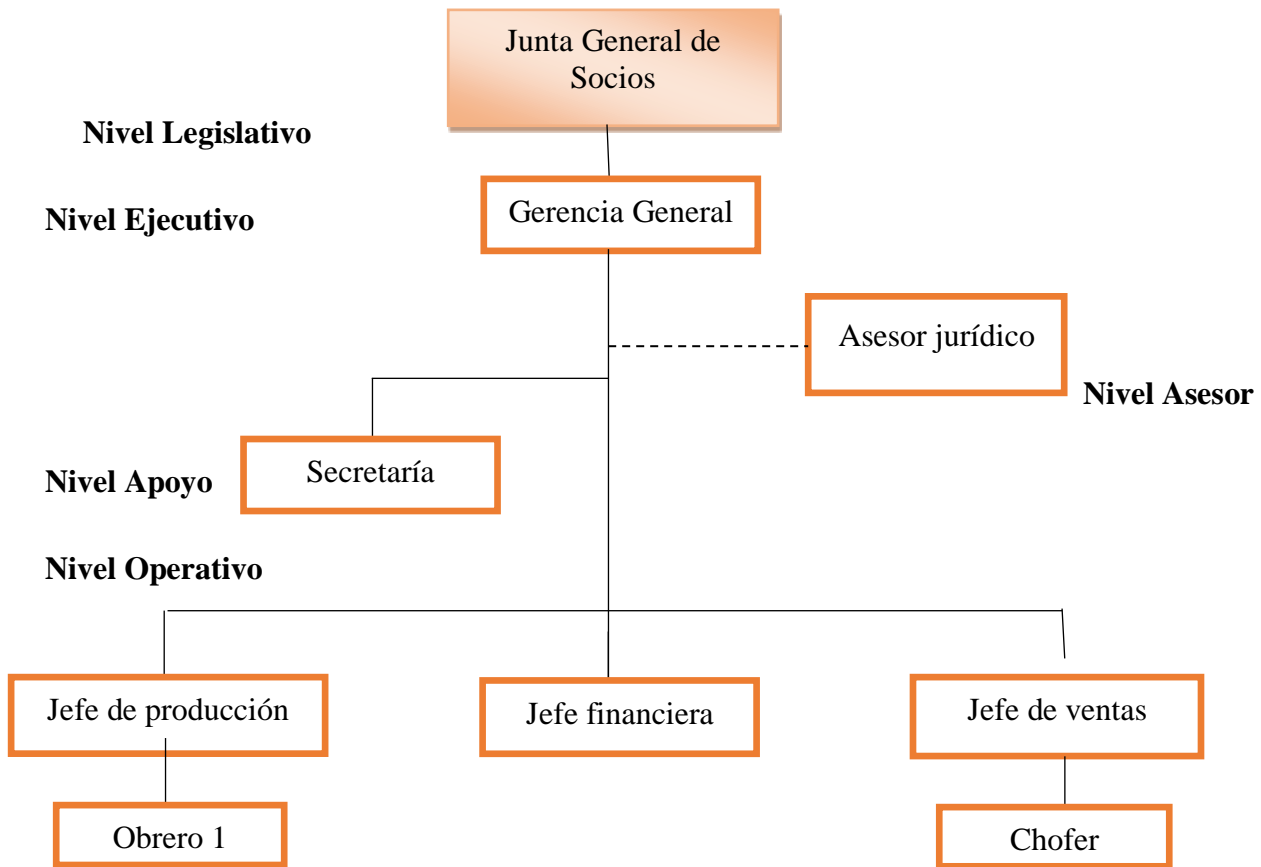 Junta General de
Socios
Nivel Legislativo
Nivel Ejecutivo
Gerencia General
Asesor jurídico
Nivel Asesor
Nivel Apoyo
Secretaría
Nivel Operativo
Jefe de producción
Jefe financiera
Jefe de ventas
Obrero 1
Chofer